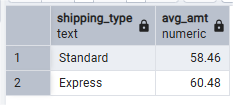 shipping_type avg_amt
text numeric
1 Standard 58.46
2 Express 60.48